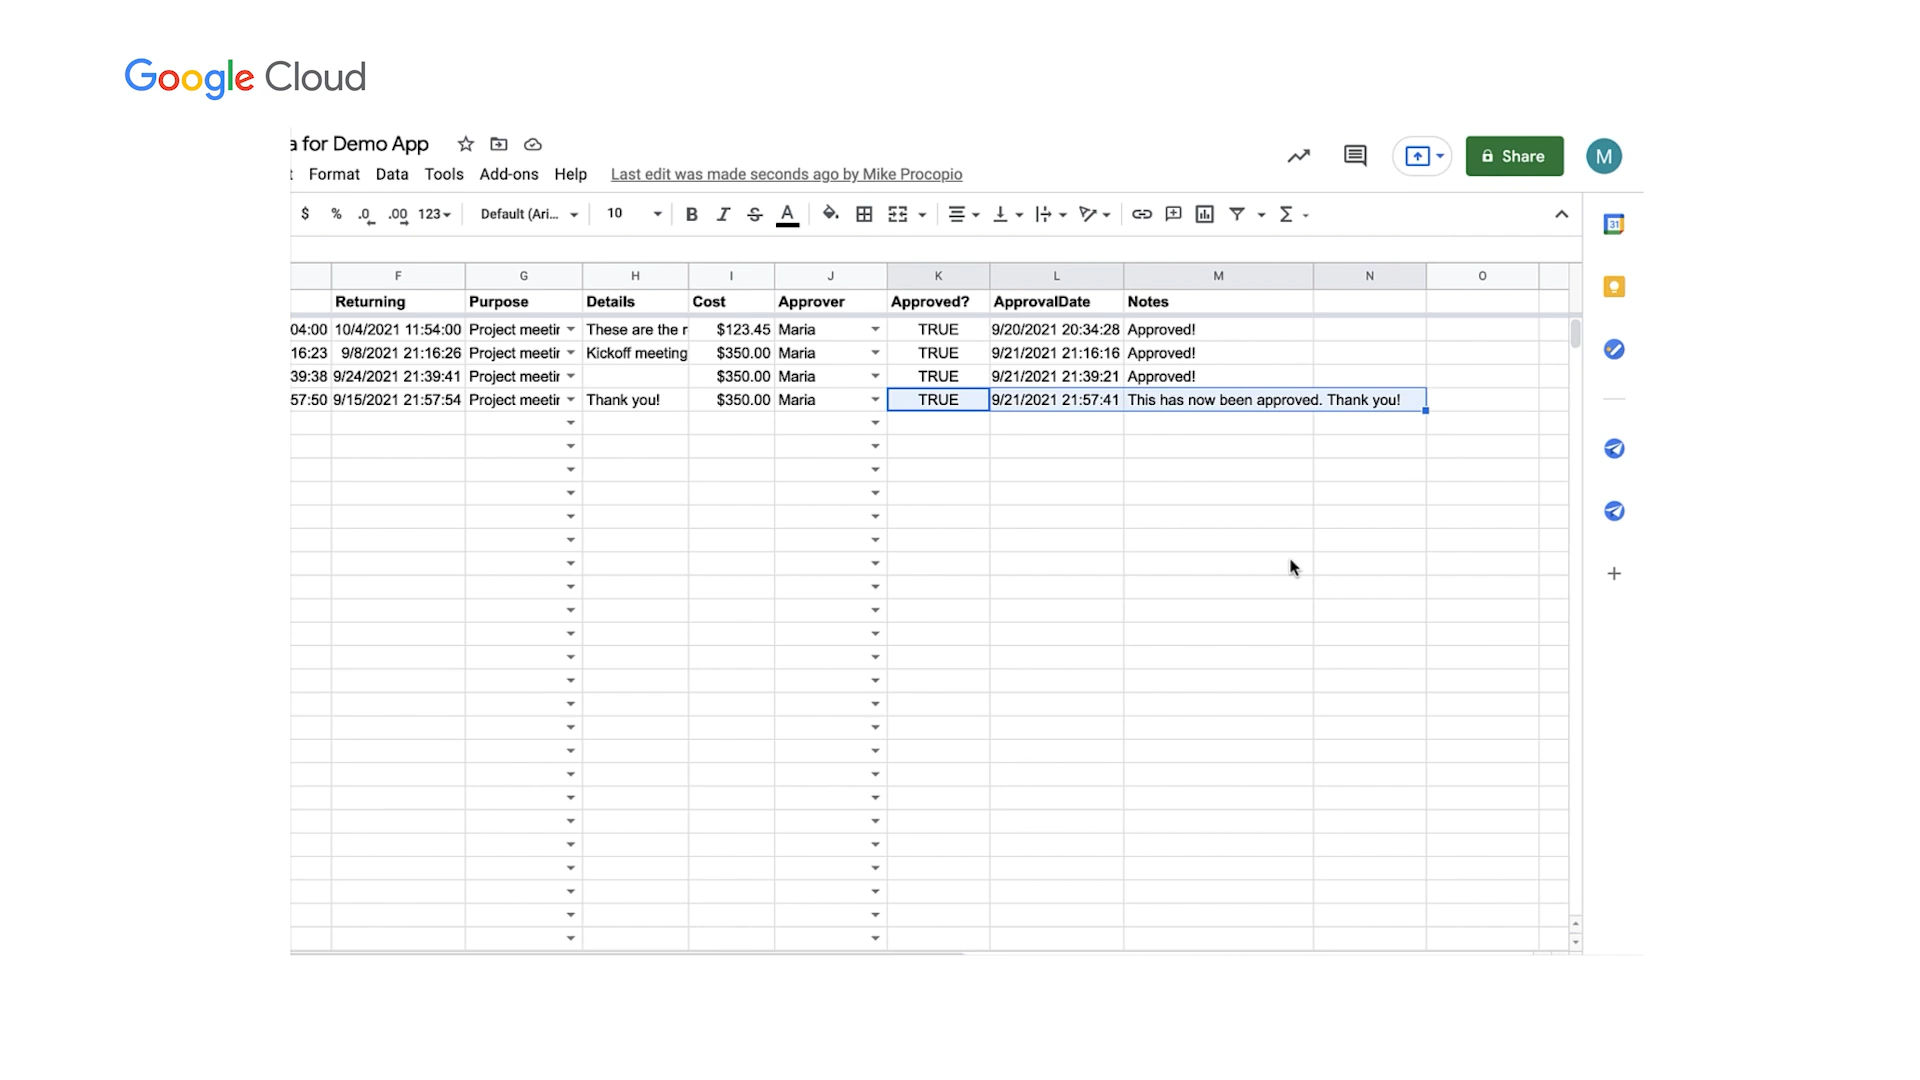 Google Cloud
a for Demo App
Format Data Tools Add-ons Help Last edit was made seconds ago by Mike Procopio
Share
M
$ % .0 .00 123 Default (Ari... 10 B I S A
31
F G H I J K L M N O
Returning Purpose Details Cost Approver Approved? ApprovalDate Notes
04:00 10/4/2021 11:54:00 Project meetin These are the r $123.45 Maria TRUE 9/20/2021 20:34:28 Approved!
16:23 9/8/2021 21:16:26 Project meetin Kickoff meeting $350.00 Maria TRUE 9/21/2021 21:16:16 Approved!
39:38 9/24/2021 21:39:41 Project meetin $350.00 Maria TRUE 9/21/2021 21:39:21 Approved!
57:50 9/15/2021 21:57:54 Project meetin Thank you! $350.00 Maria TRUE 9/21/2021 21:57:41 This has now been approved. Thank you!